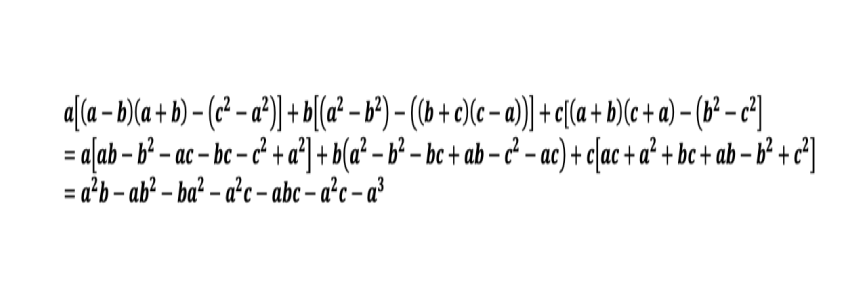 a[(a – b)(a + b) – (c² – a²)] + b[(a² – b²) – ((b + c)(c – a))] + c[(a + b)(c + a) – (b² – c²]
= a[ab – b² – ac – bc – c² + a²] + b(a² – b² – bc + ab – c² – ac) + c[ac + a² + bc + ab – b² + c²]
= a²b – ab² – ba² – a²c – abc – a²c – a³